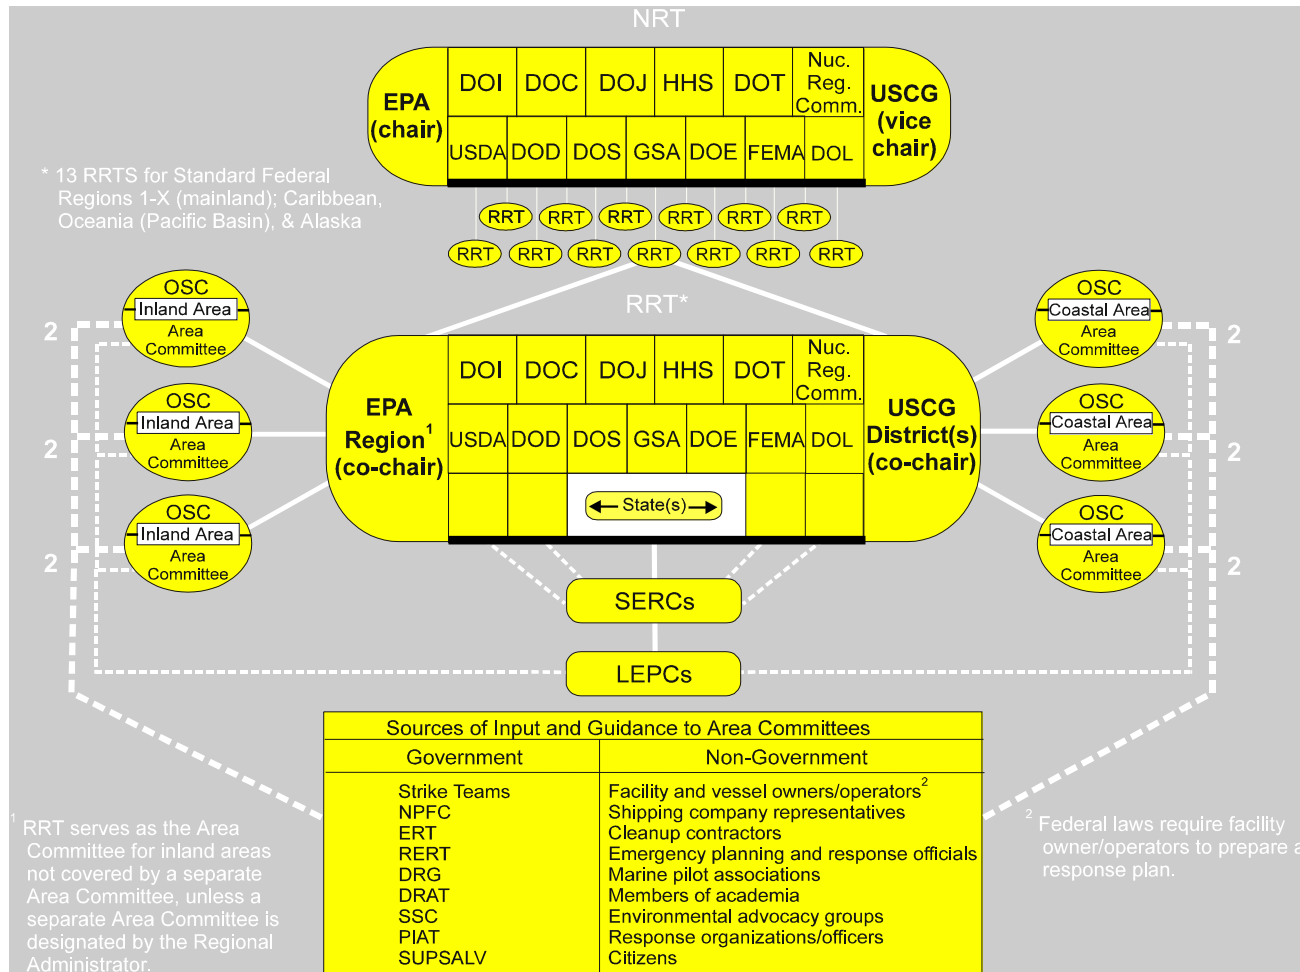 NRT
EPA
(chair)
DOI DOC DOJ HHS DOT
Nuc.
Reg.
Comm.
USDA DOD DOS GSA DOE FEMA DOL
USCG
(vice
chair)
* 13 RRTS for Standard Federal
Regions 1-X (mainland); Caribbean,
Oceania (Pacific Basin), & Alaska
RRT RRT RRT RRT RRT RRT
RRT RRT RRT RRT RRT RRT RRT
RRT*
2
OSC
Inland Area
Area
Committee
2
OSC
Inland Area
Area
Committee
2
OSC
Inland Area
Area
Committee
EPA
Region1
(co-chair)
DOI DOC DOJ HHS DOT
Nuc.
Reg.
Comm.
USDA DOD DOS GSA DOE FEMA DOL
State(s)
USCG
District(s)
(co-chair)
OSC
Coastal Area
Area
Committee
2
OSC
Coastal Area
Area
Committee
2
OSC
Coastal Area
Area
Committee
2
SERCs
LEPCs
Sources of Input and Guidance to Area Committees
Government Non-Government
Strike Teams Facility and vessel owners/operators2
NPFC Shipping company representatives
ERT Cleanup contractors
RERT Emergency planning and response officials
DRG Marine pilot associations
DRAT Members of academia
SSC Environmental advocacy groups
PIAT Response organizations/officers
SUPSALV Citizens
1 RRT serves as the Area
Committee for inland areas
not covered by a separate
Area Committee, unless a
separate Area Committee is
designated by the Regional
Administrator.
2 Federal laws require facility
owner/operators to prepare a
response plan.